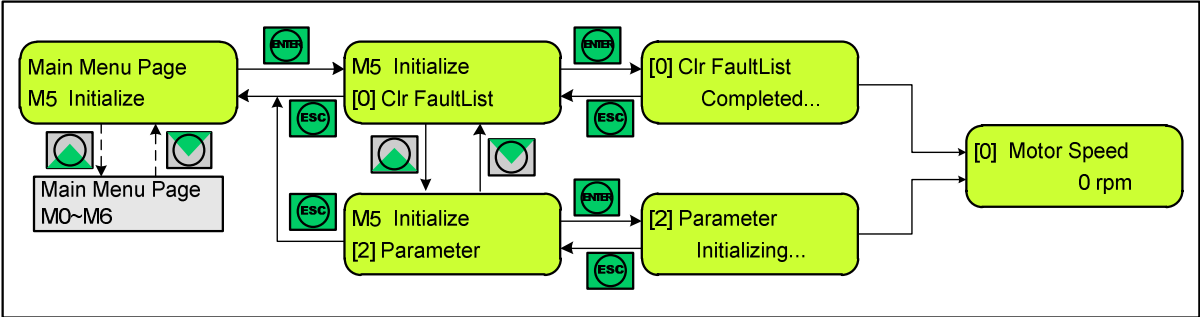 ENTER
ENTER
Main Menu Page
M5 Initialize
M5 Initialize
[0] Clr FaultList
[0] Clr FaultList
Completed...
ESC
ESC
[0] Motor Speed
0 rpm
Main Menu Page
M0~M6
ESC
M5 Initialize
[2] Parameter
ENTER
[2] Parameter
Initializing...
ESC